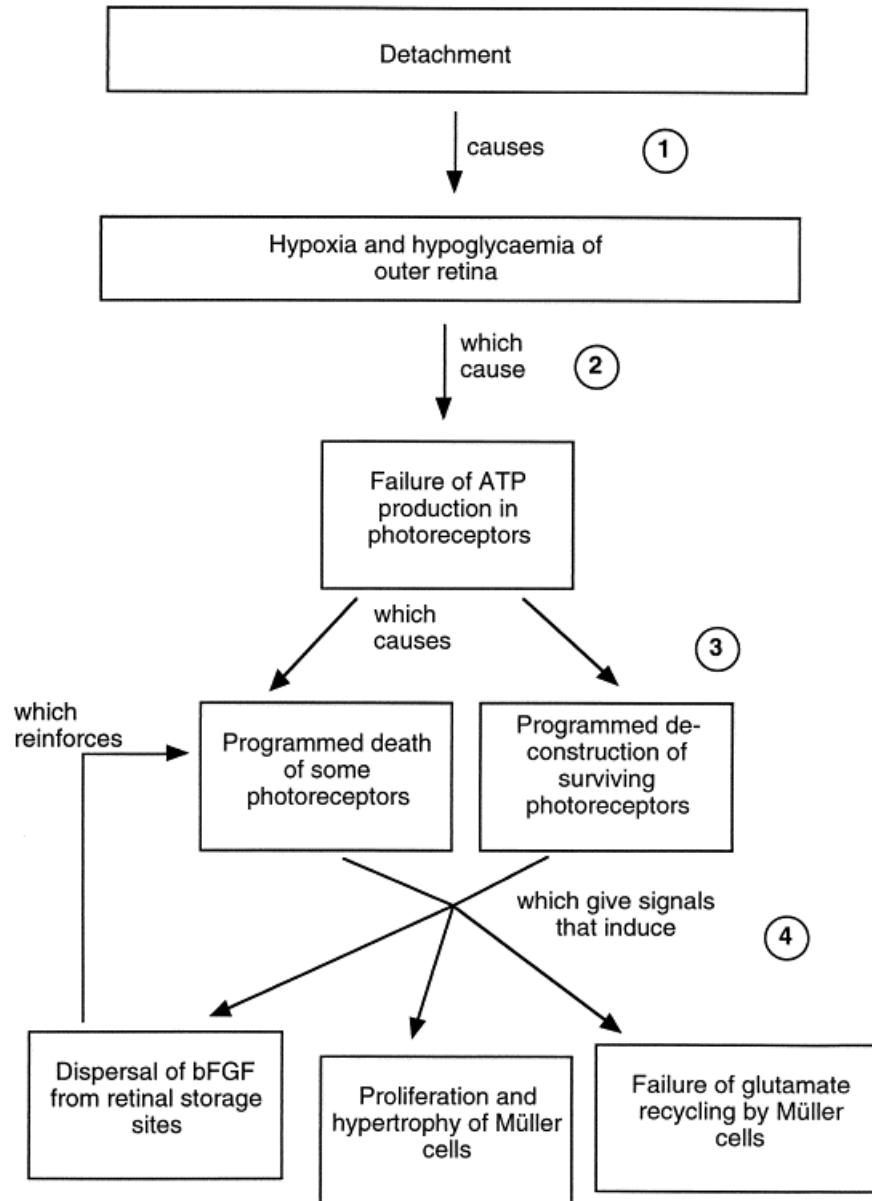 Detachment
causes
1
Hypoxia and hypoglycaemia of
outer retina
which
cause
2
Failure of ATP
production in
photoreceptors
which
causes
3
which
reinforces
Programmed death
of some
photoreceptors
Programmed de-
construction of
surviving
photoreceptors
which give signals
that induce
4
Dispersal of bFGF
from retinal storage
sites
Proliferation and
hypertrophy of Müller
cells
Failure of glutamate
recycling by Müller
cells